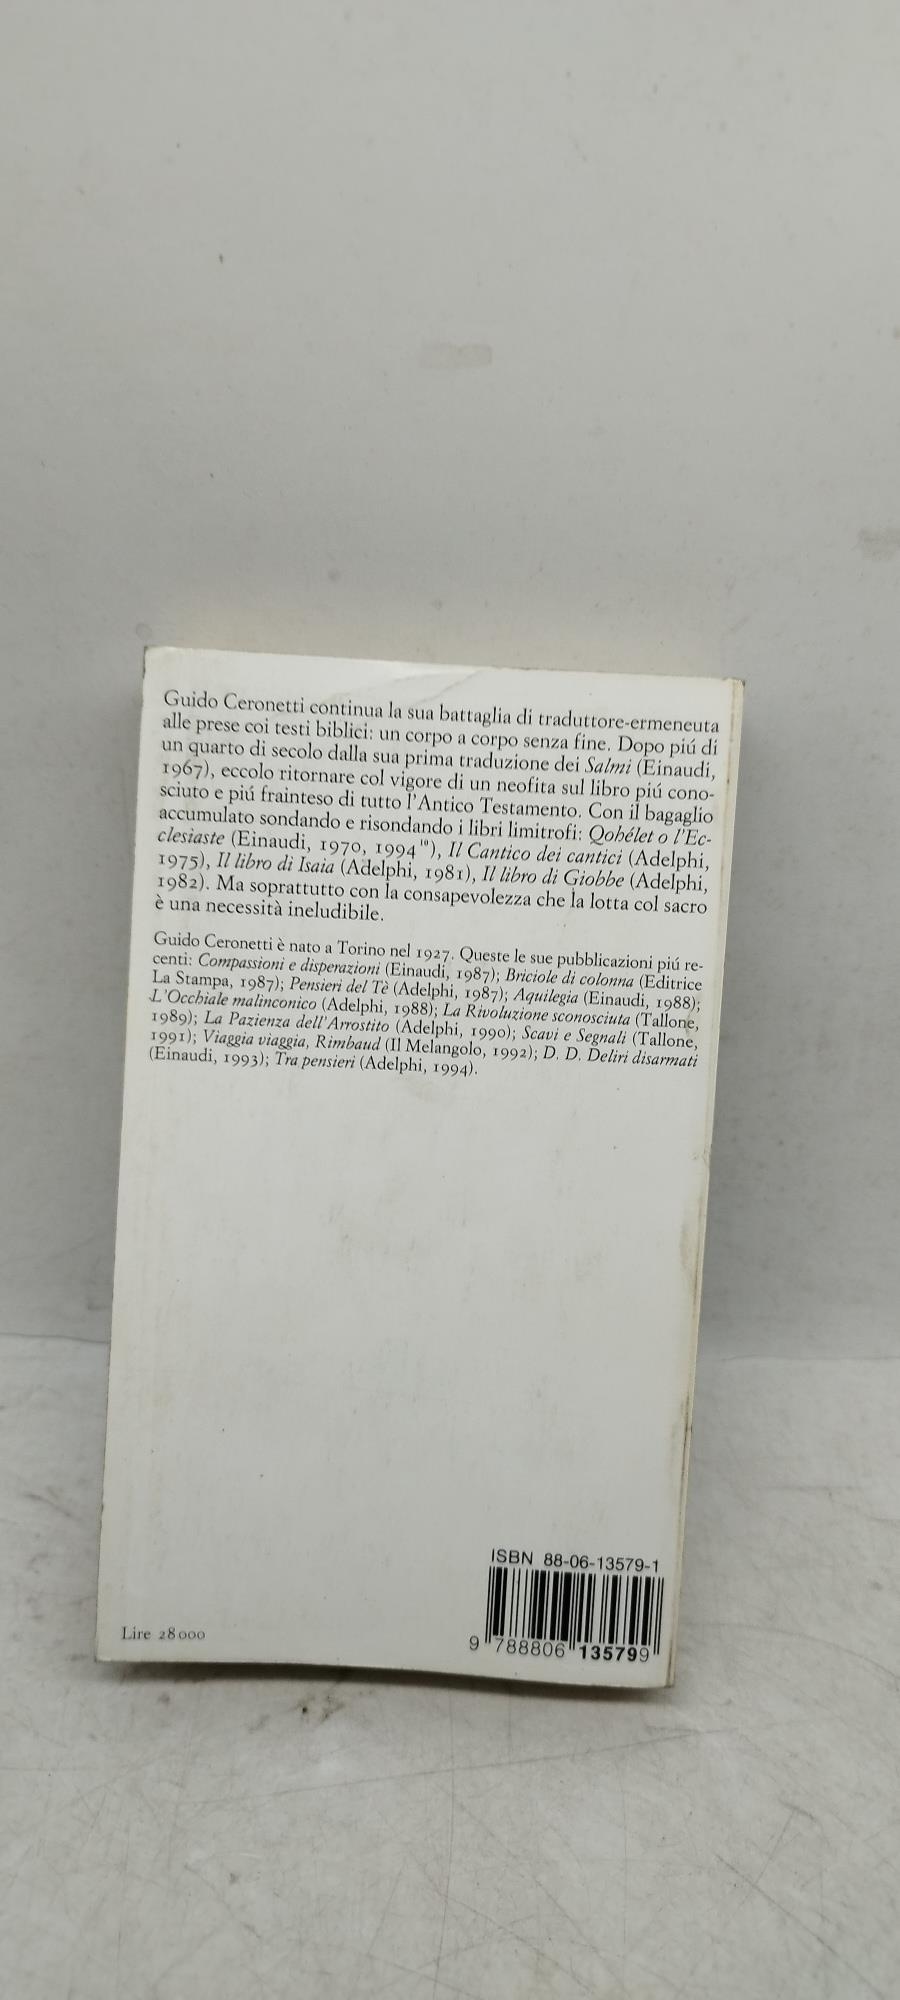 Guido Ceronetti continua la sua battaglia di traduttore-ermeneuta
alle prese coi testi biblici: un corpo a corpo senza fine. Dopo piú di
un quarto di secolo dalla sua prima traduzione dei Salmi (Einaudi,
1967), eccolo ritornare col vigore di un neofita sul libro piú cono-
sciuto e piú frainteso di tutto l'Antico Testamento. Con il bagaglio
accumulato sondando e risondando i libri limitrofi: Qohélet o l'Ec-
clesiaste (Einaudi, 1970, 1994¹⁰), Il Cantico dei cantici (Adelphi,
1975), Il libro di Isaia (Adelphi, 1981), Il libro di Giobbe (Adelphi,
1982). Ma soprattutto con la consapevolezza che la lotta col sacro
è una necessità ineludibile.
Guido Ceronetti è nato a Torino nel 1927. Queste le sue pubblicazioni piú re-
centi: Compassioni e disperazioni (Einaudi, 1987); Briciole di colonna (Editrice
La Stampa, 1987); Pensieri del Tè (Adelphi, 1987); Aquilegia (Einaudi, 1988);
L'Occhiale malinconico (Adelphi, 1988); La Rivoluzione sconosciuta (Tallone,
1989); La Pazienza dell'Arrostito (Adelphi, 1990); Scavi e Segnali (Tallone,
1991); Viaggia viaggia, Rimbaud (Il Melangolo, 1992); D. D. Deliri disarmati
(Einaudi, 1993); Tra pensieri (Adelphi, 1994).
ISBN 88-06-13579-1
9 788806 135799
Lire 28 000